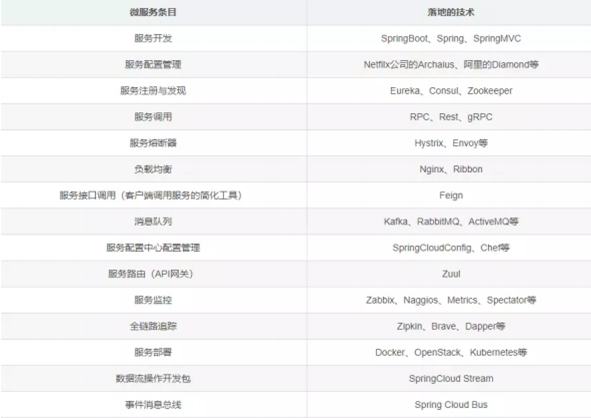 微服务条目 落地的技术
服务开发 SpringBoot、Spring、SpringMVC
服务配置管理 Netfilx公司的Archaius、阿里的Diamond等
服务注册与发现 Eureka、Consul、Zookeeper
服务调用 RPC、Rest、gRPC
服务熔断器 Hystrix、Envoy等
负载均衡 Nginx、Ribbon
服务接口调用（客户端调用服务的简化工具） Feign
消息队列 Kafka、RabbitMQ、ActiveMQ等
服务配置中心配置管理 SpringCloudConfig、Chef等
服务路由（API网关） Zuul
服务监控 Zabbix、Naggios、Metrics、Spectator等
全链路追踪 Zipkin、Brave、Dapper等
服务部署 Docker、OpenStack、Kubernetes等
数据流操作开发包 SpringCloud Stream
事件消息总线 Spring Cloud Bus